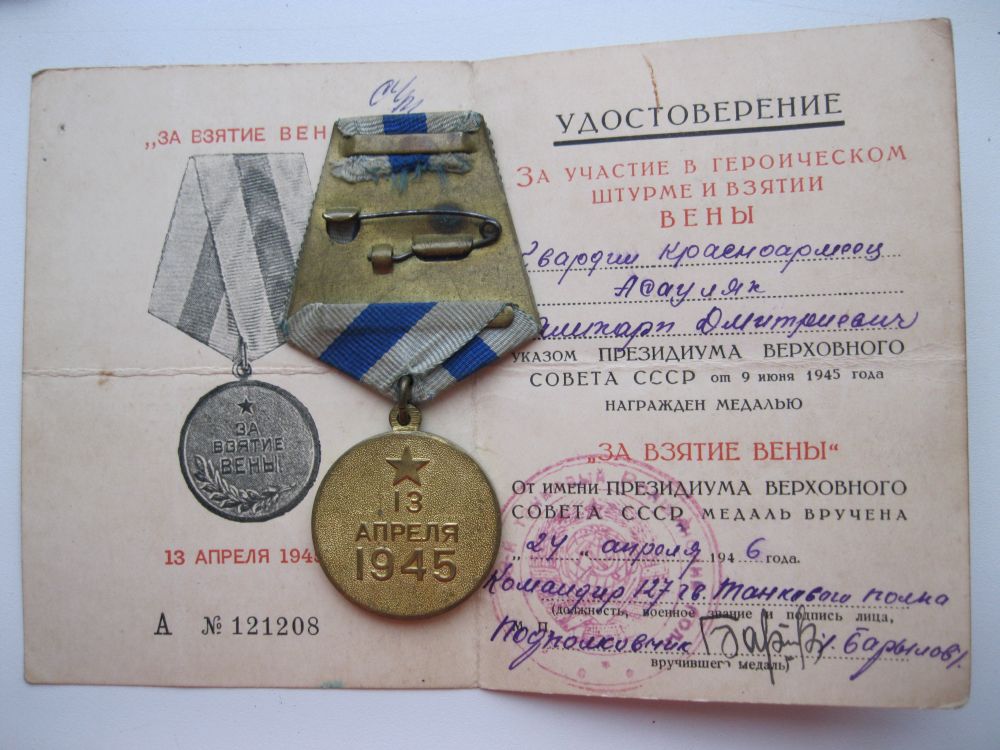 „ЗА ВЗЯТИЕ ВЕН
ЗА
ВЗЯТИЕ
ВЕНЫ
13 АПРЕЛЯ 1945
А № 121208
13
АПРЕЛЯ
1945
УДОСТОВЕРЕНИЕ
ЗА УЧАСТИЕ В ГЕРОИЧЕСКОМ
ШТУРМЕ И ВЗЯТИИ
ВЕНЫ
Гвардии Красноармеец
Дмитриевич
УКАЗОМ ПРЕЗИДИУМА ВЕРХОВНОГО
СОВЕТА СССР от 9 июня 1945 года
НАГРАЖДЕН МЕДАЛЬЮ
„ЗА ВЗЯТИЕ ВЕНЫ“
От имени ПРЕЗИДИУМА ВЕРХОВНОГО
СОВЕТА СССР МЕДАЛЬ ВРУЧЕНА
„24“ апреля 1946 года.
Командир 127 гв. Танкового полка
(должность, военное звание и подпись лица,
М. П.
Подполковник Барылов
вручившего медаль)